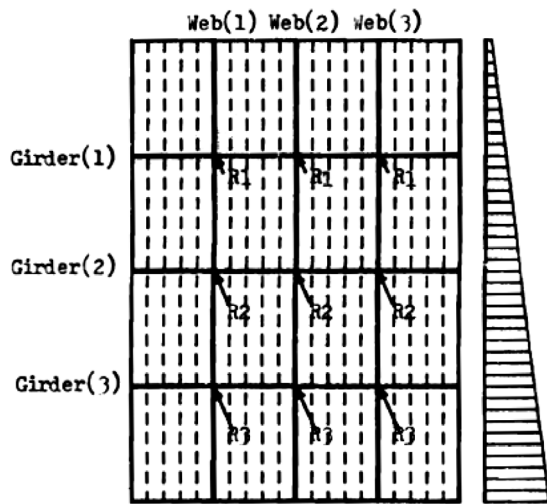 Web(1) Web(2) Web(3)
Girder(1)
R1 R1 R1
Girder(2)
R2 R2 R2
Girder(3)
R3 R3 R3